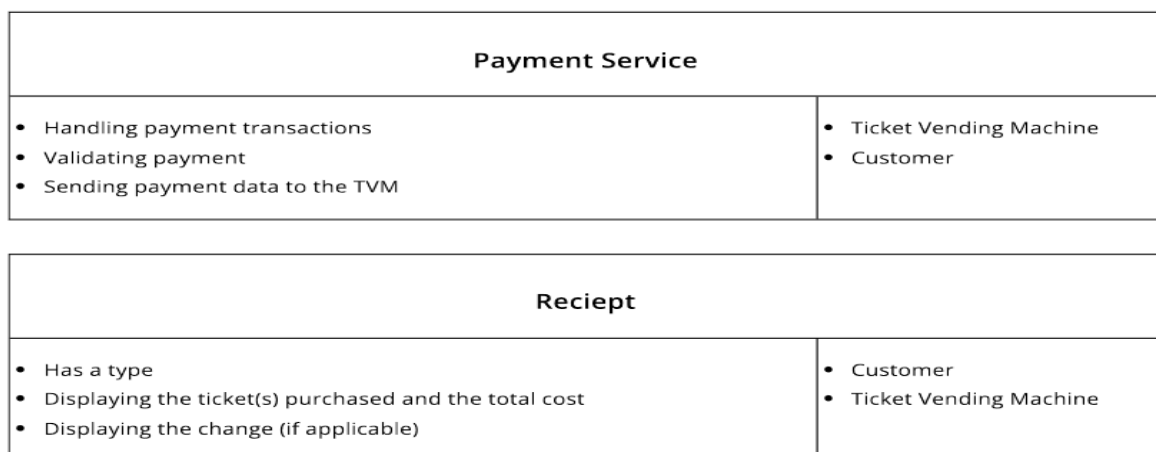 Payment Service
• Handling payment transactions
• Validating payment
• Sending payment data to the TVM
• Ticket Vending Machine
• Customer
Reciept
• Has a type
• Displaying the ticket(s) purchased and the total cost
• Displaying the change (if applicable)
• Customer
• Ticket Vending Machine